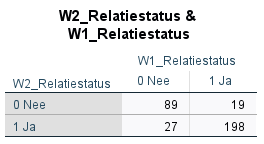 W2_Relatiestatus &
W1_Relatiestatus
W1_Relatiestatus
W2_Relatiestatus 0 Nee 1 Ja
0 Nee 89 19
1 Ja 27 198